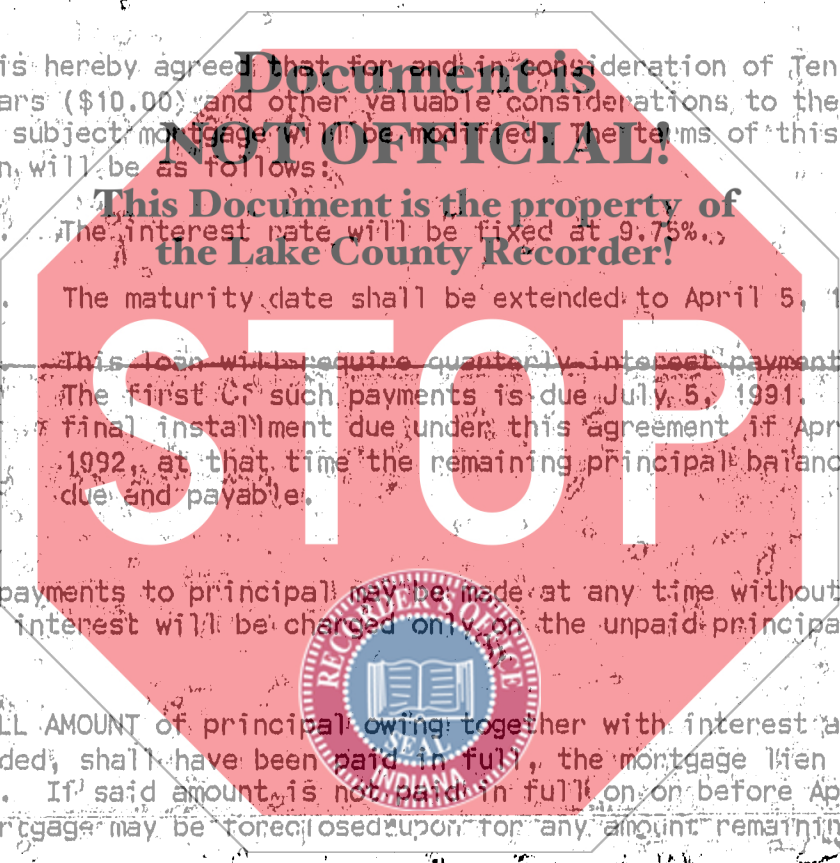 is hereby agreed that for and in consideration of Ten
ars ($10.00) and other valuable considerations to the
subject mortgage will be modified. The terms of this
n will be as follows:
The interest rate will be fixed at 9.75%.
The maturity date shall be extended to April 5, 1
This loan will require quarterly interest payment
The first of such payments is due July 5, 1991.
final installment due under this agreement if Apr
1992, at that time the remaining principal balanc
due and payable.
payments to principal may be made at any time without
interest will be charged only on the unpaid principa
LL AMOUNT of principal owing together with interest a
ded, shall have been paid in full, the mortgage lien
. If said amount is not paid in full on or before Ap
rtgage may be foreclosed upon for any amount remainin
Document is
NOT OFFICIAL!
This Document is the property of
the Lake County Recorder!
STOP
RECORDER'S OFFICE
SEAL
INDIANA